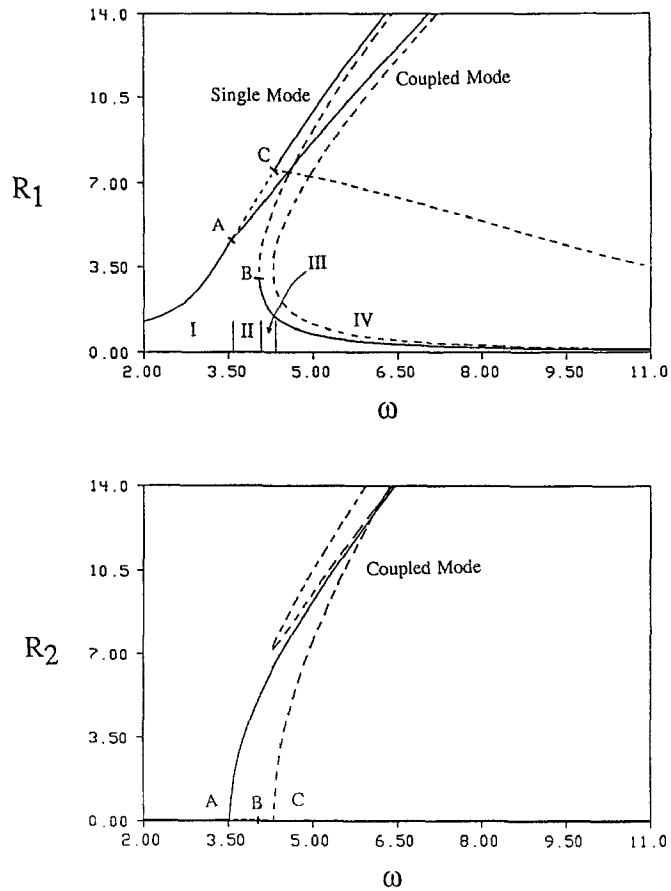 14.0
Single Mode
Coupled Mode
10.5
C
R1
7.00
A
3.50
B
III
I
II
IV
0.00
2.00 3.50 5.00 6.50 8.00 9.50 11.0
ω
14.0
10.5
Coupled Mode
R2
7.00
3.50
A B C
0.00
2.00 3.50 5.00 6.50 8.00 9.50 11.0
ω